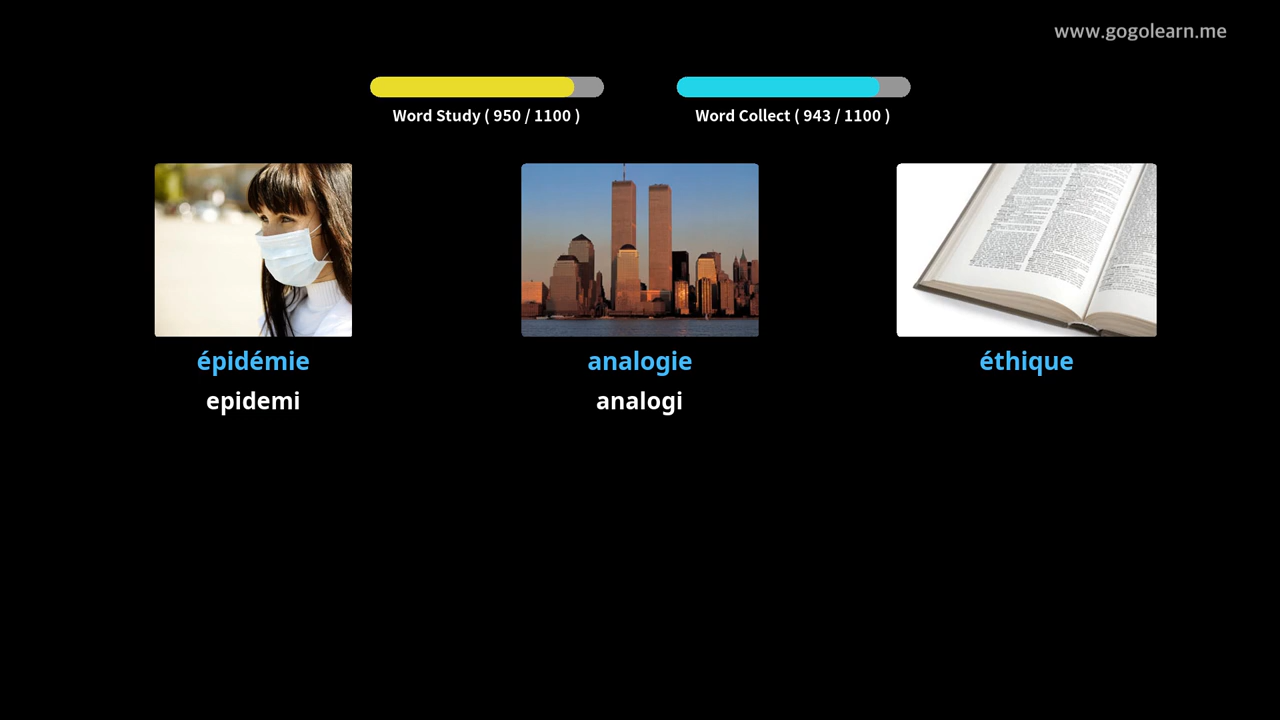 www.gogolearn.me
Word Study ( 950 / 1100 )
Word Collect ( 943 / 1100 )
épidémie
analogie
éthique
epidemi
analogi